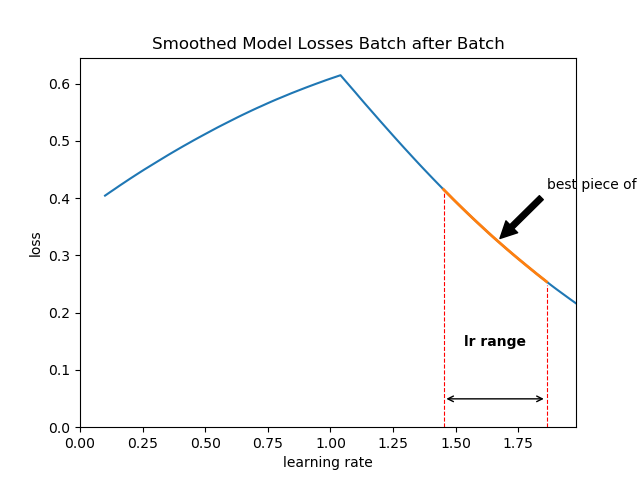 Smoothed Model Losses Batch after Batch
0.6
0.5
0.4
0.3
0.2
0.1
0.0
loss
best piece of
lr range
0.00 0.25 0.50 0.75 1.00 1.25 1.50 1.75
learning rate